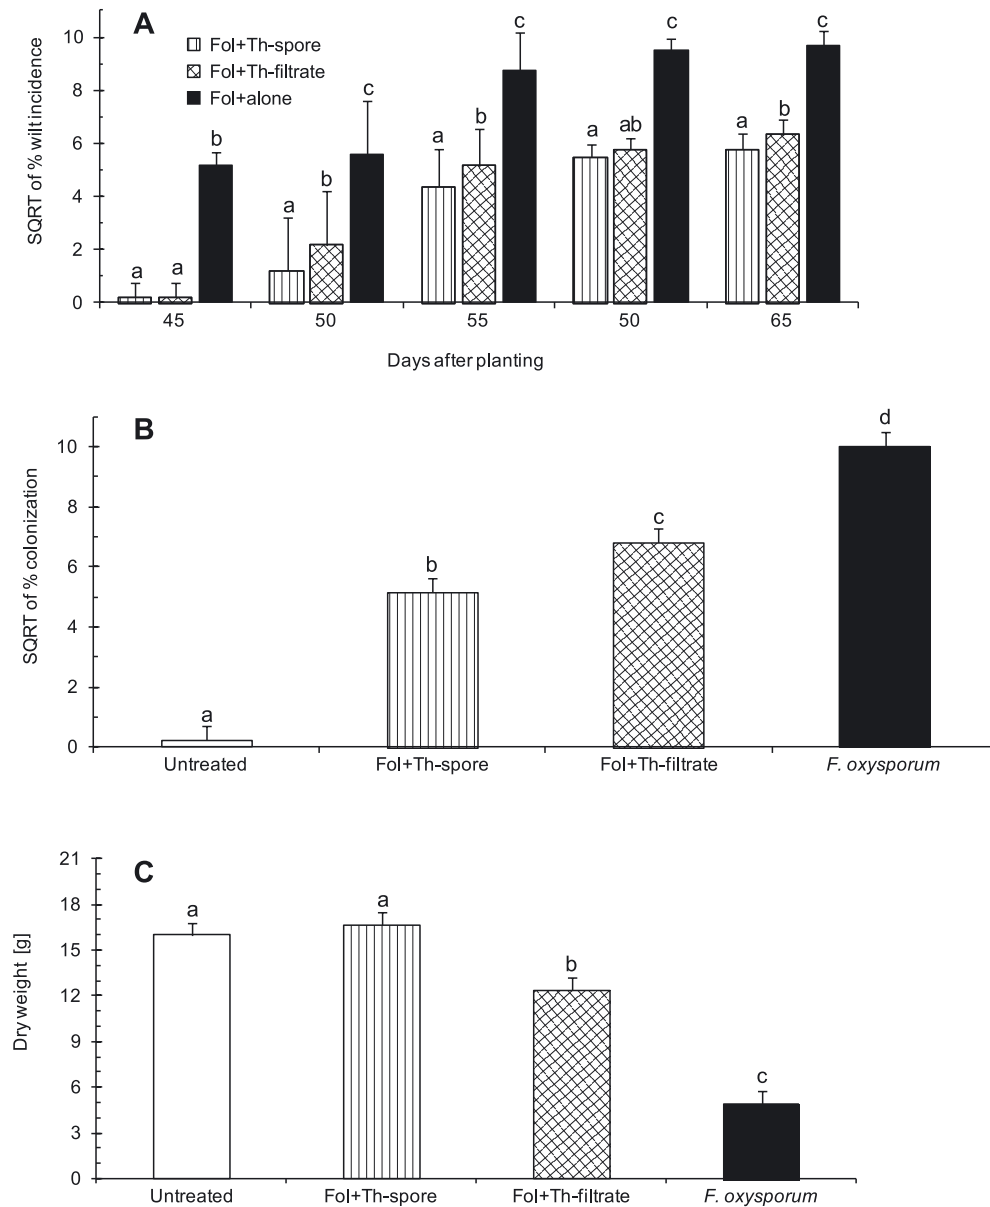 A
Fol+Th-spore
Fol+Th-filtrate
Fol+alone
SQRT of % wilt incidence
10
8
6
4
2
0
a a b
a b c
a b c
a ab c
a b c
45 50 55 50 65
Days after planting
B
SQRT of % colonization
10
8
6
4
2
0
a b c d
Untreated Fol+Th-spore Fol+Th-filtrate F. oxysporum
C
Dry weight [g]
21
18
15
12
9
6
3
0
a a b c
Untreated Fol+Th-spore Fol+Th-filtrate F. oxysporum